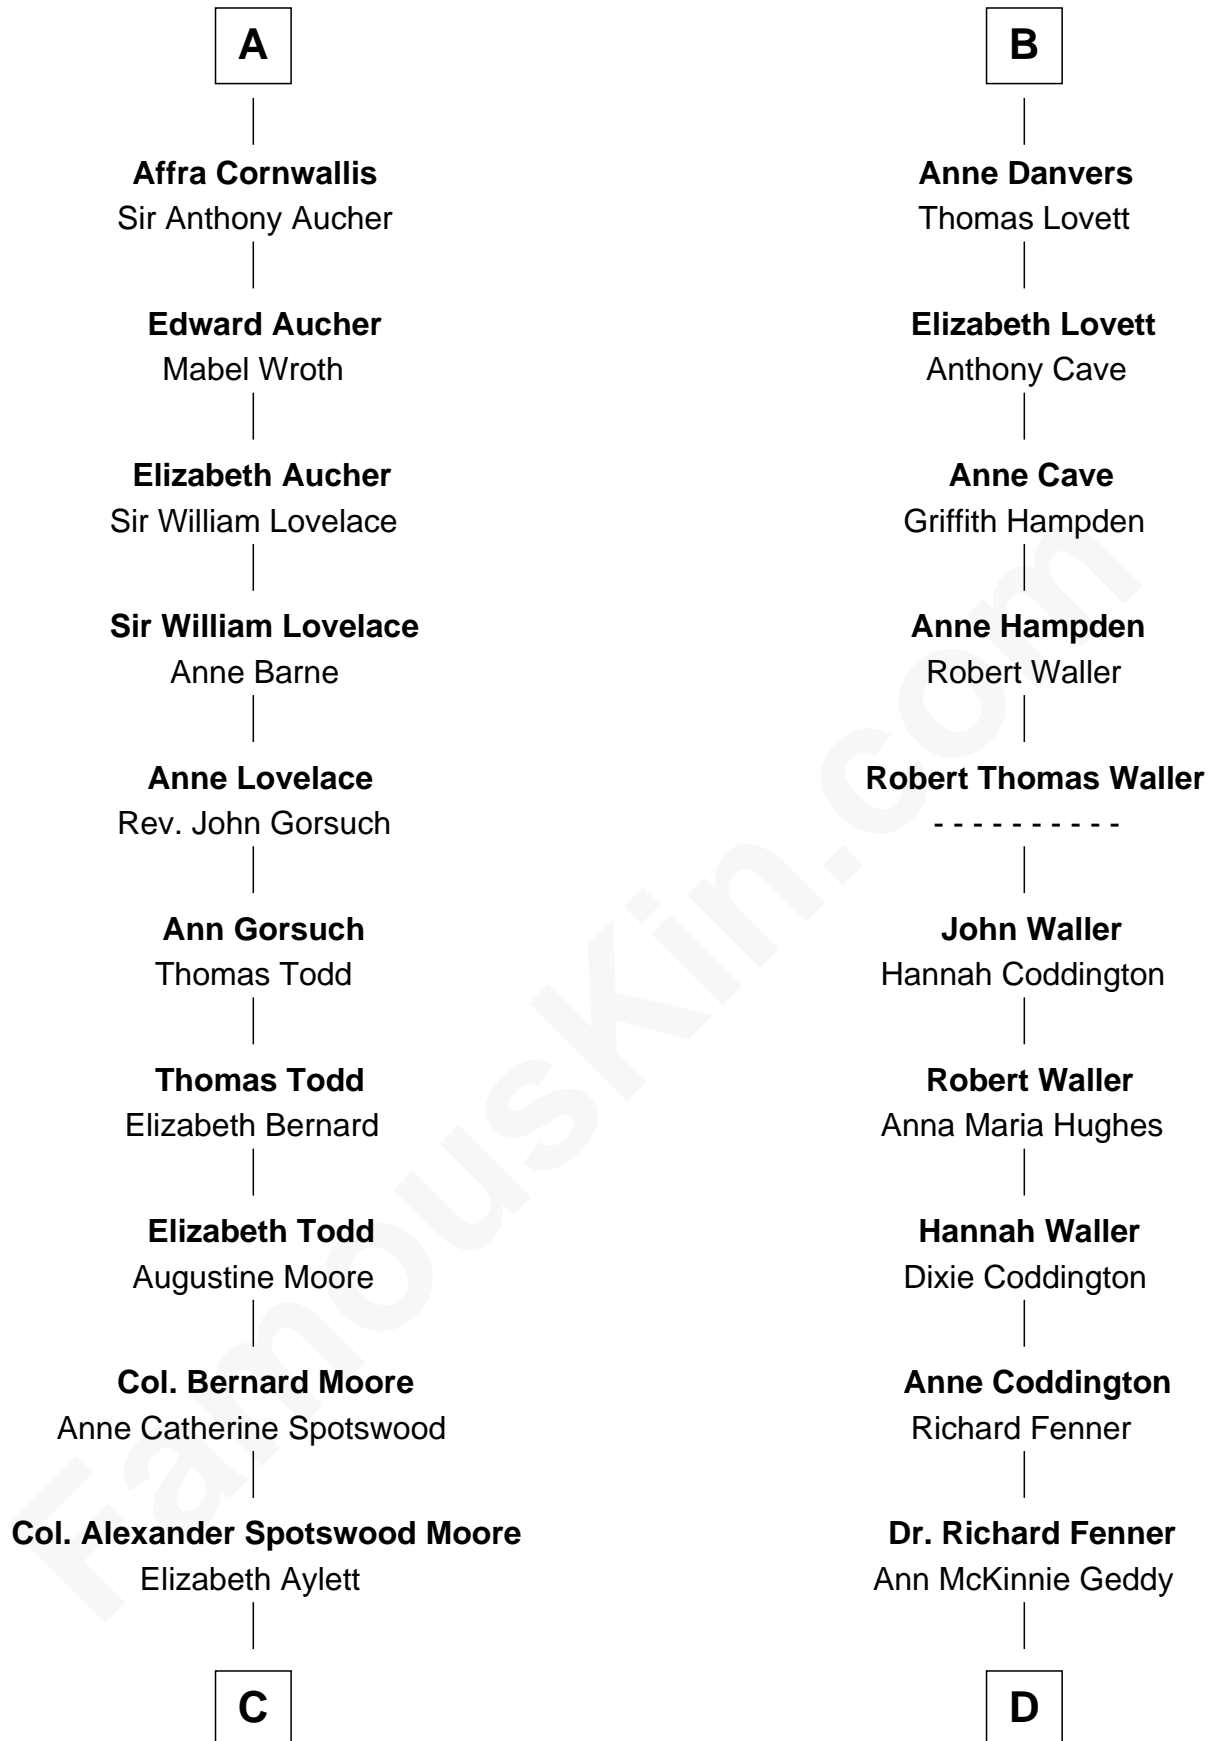 A
Affra Cornwallis
Sir Anthony Aucher
Edward Aucher
Mabel Wroth
Elizabeth Aucher
Sir William Lovelace
Sir William Lovelace
Anne Barne
Anne Lovelace
Rev. John Gorsuch
Ann Gorsuch
Thomas Todd
Thomas Todd
Elizabeth Bernard
Elizabeth Todd
Augustine Moore
Col. Bernard Moore
Anne Catherine Spotswood
Col. Alexander Spotswood Moore
Elizabeth Aylett
C
B
Anne Danvers
Thomas Lovett
Elizabeth Lovett
Anthony Cave
Anne Cave
Griffith Hampden
Anne Hampden
Robert Waller
Robert Thomas Waller
- - - - - - - - - -
John Waller
Hannah Coddington
Robert Waller
Anna Maria Hughes
Hannah Waller
Dixie Coddington
Anne Coddington
Richard Fenner
Dr. Richard Fenner
Ann McKinnie Geddy
D
FamousKin.com